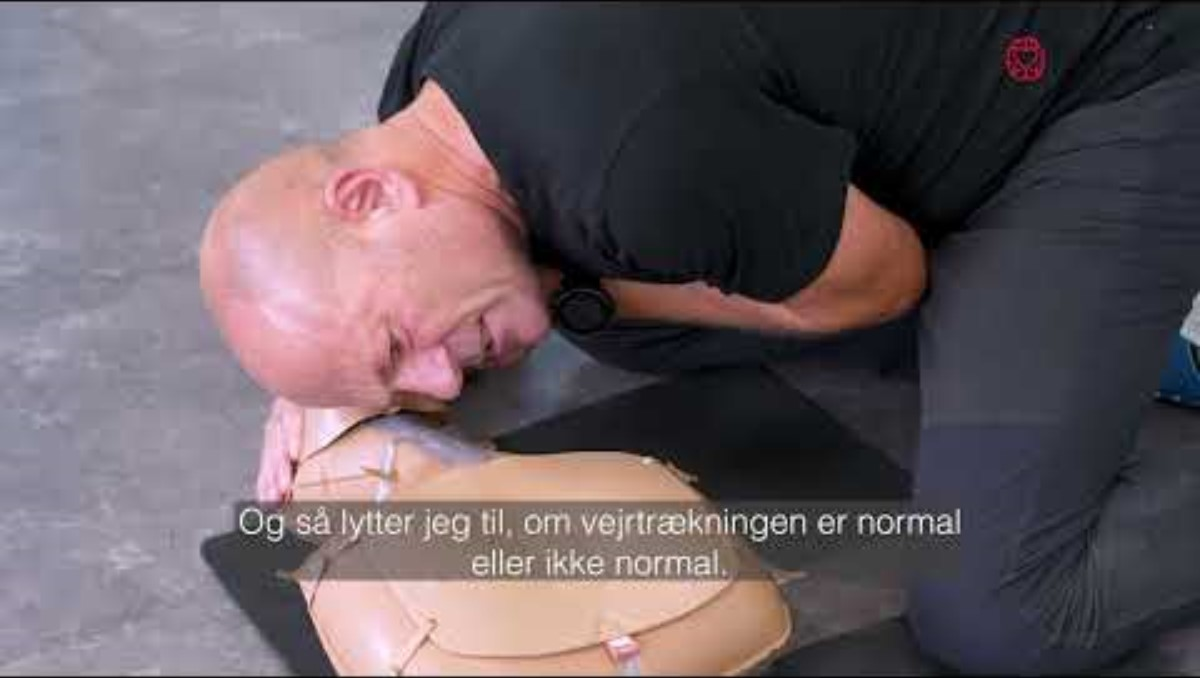 Og så lytter jeg til, om vejrtrækningen er normal
eller ikke normal.